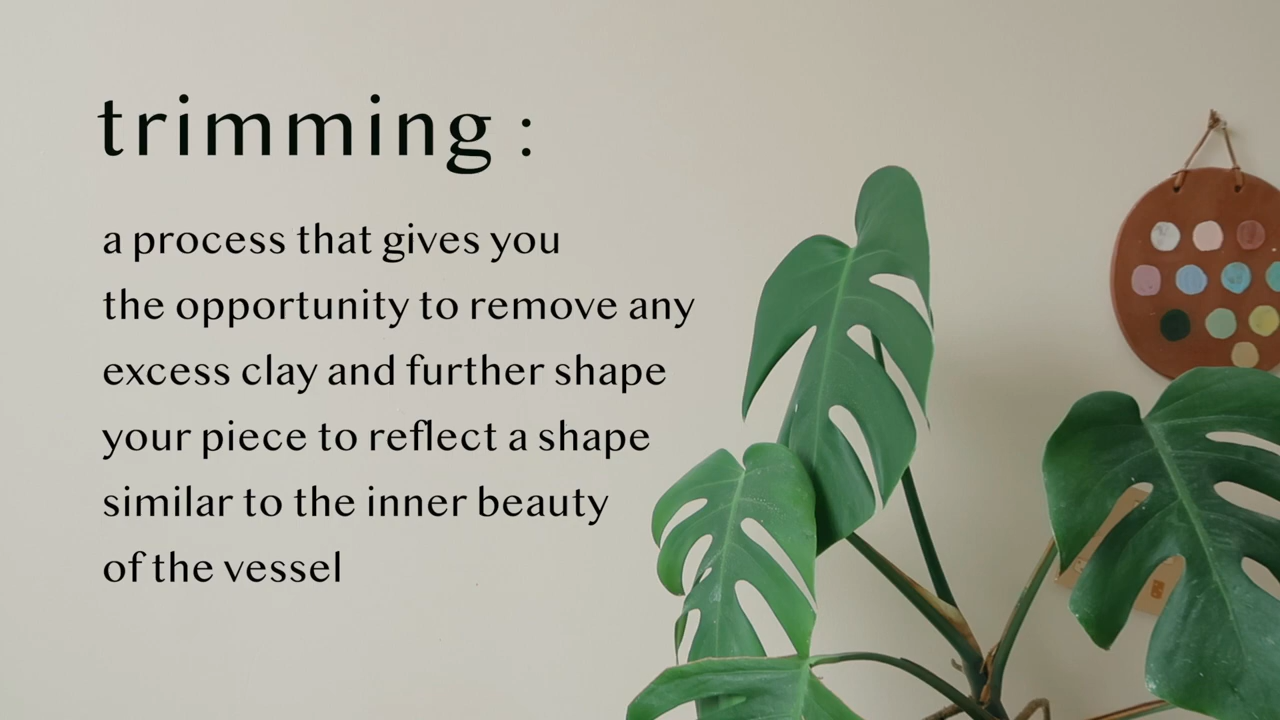 trimming :
a process that gives you
the opportunity to remove any
excess clay and further shape
your piece to reflect a shape
similar to the inner beauty
of the vessel